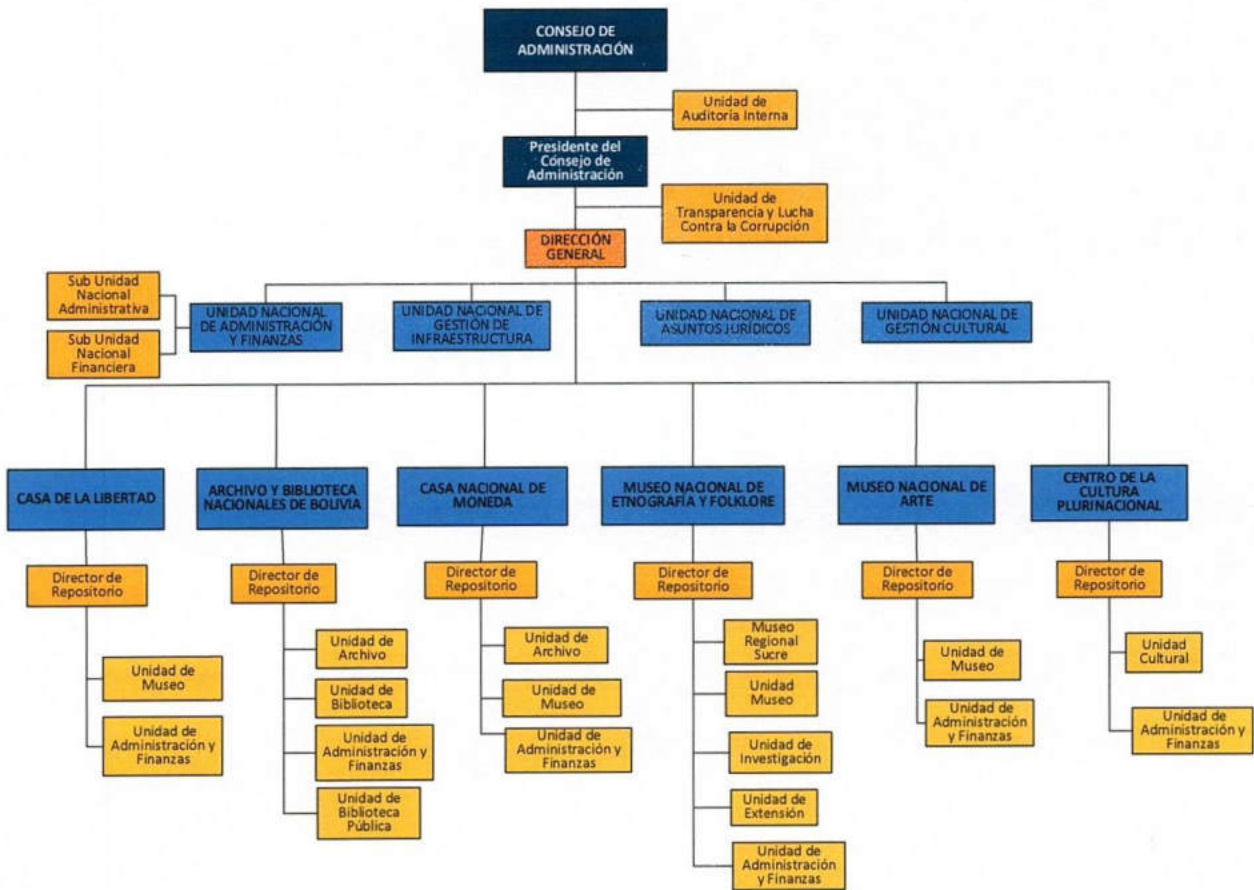 CONSEJO DE
ADMINISTRACIÓN
Unidad de
Auditoría Interna
Presidente del
Consejo de
Administración
Unidad de
Transparencia y Lucha
Contra la Corrupción
DIRECCIÓN
GENERAL
Sub Unidad
Nacional
Administrativa
Sub Unidad
Nacional
Financiera
UNIDAD NACIONAL
DE ADMINISTRACIÓN
Y FINANZAS
UNIDAD NACIONAL DE
GESTIÓN DE
INFRAESTRUCTURA
UNIDAD NACIONAL DE
ASUNTOS JURÍDICOS
UNIDAD NACIONAL DE
GESTIÓN CULTURAL
CASA DE LA LIBERTAD
ARCHIVO Y BIBLIOTECA
NACIONALES DE BOLIVIA
CASA NACIONAL DE
MONEDA
MUSEO NACIONAL DE
ETNOGRAFÍA Y FOLKLORE
MUSEO NACIONAL DE
ARTE
CENTRO DE LA
CULTURA
PLURINACIONAL
Director de
Repositorio
Unidad de
Museo
Unidad de
Administración y
Finanzas
Director de
Repositorio
Unidad de
Archivo
Unidad de
Biblioteca
Unidad de
Administración y
Finanzas
Unidad de
Biblioteca
Pública
Director de
Repositorio
Unidad de
Archivo
Unidad de
Museo
Unidad de
Administración y
Finanzas
Director de
Repositorio
Museo
Regional
Sucre
Unidad
Museo
Unidad de
Investigación
Unidad de
Extensión
Unidad de
Administración
y Finanzas
Director de
Repositorio
Unidad de
Museo
Unidad de
Administración
y Finanzas
Director de
Repositorio
Unidad
Cultural
Unidad de
Administración y
Finanzas